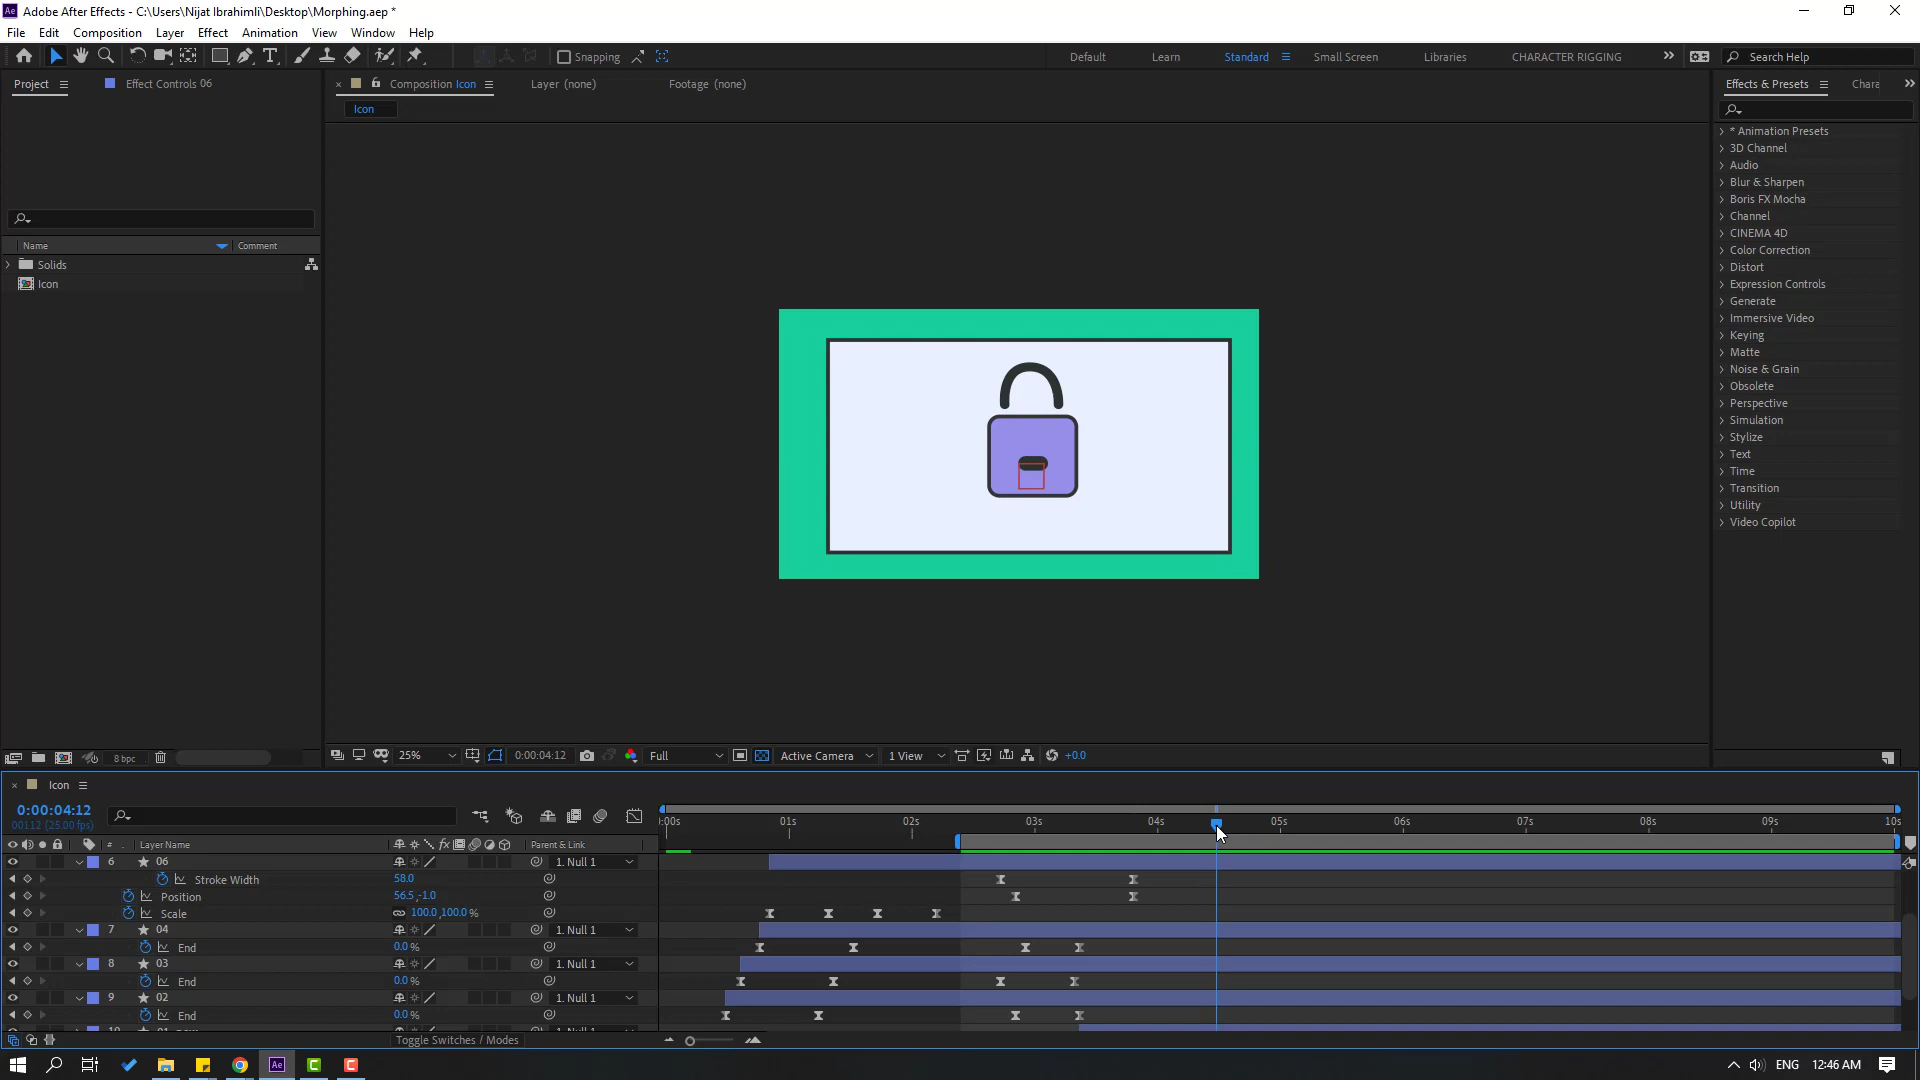 Adobe After Effects - C:\Users\Nijat Ibrahimli\Desktop\Morphing.aep *
File Edit Composition Layer Effect Animation View Window Help
Snapping Default Learn Standard Small Screen Libraries CHARACTER RIGGING Search Help
Project Effect Controls 06 Composition Icon Layer (none) Footage (none) Effects & Presets Chara
Icon
Name Comment
Solids
Icon
* Animation Presets
3D Channel
Audio
Blur & Sharpen
Boris FX Mocha
Channel
CINEMA 4D
Color Correction
Distort
Expression Controls
Generate
Immersive Video
Keying
Matte
Noise & Grain
Obsolete
Perspective
Simulation
Stylize
Text
Time
Transition
Utility
Video Copilot
8 bpc 25% 0:00:04:12 Full Active Camera 1 View +0.0
Icon
0:00:04:12
00112 (25.00 fps)
:00s 01s 02s 03s 04s 05s 06s 07s 08s 09s 10s
# Layer Name fx Parent & Link
6 06 1. Null 1
Stroke Width 58.0
Position 56.5,-1.0
Scale 100.0,100.0 %
7 04 1. Null 1
End 0.0 %
8 03 1. Null 1
End 0.0 %
9 02 1. Null 1
End 0.0 %
Toggle Switches / Modes
Ae C C ENG 12:46 AM